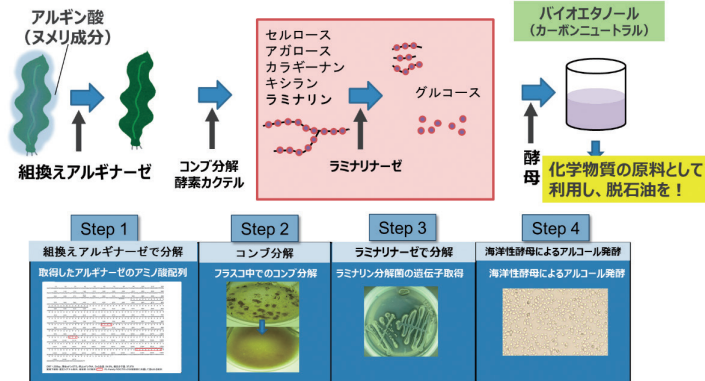 アルギン酸
（ヌメリ成分）
組換えアルギナーゼ
コンブ分解
酵素カクテル
セルロース
アガロース
カラギーナン
キシラン
ラミナリン
グルコース
ラミナリナーゼ
酵母
バイオエタノール
（カーボンニュートラル）
化学物質の原料として
利用し、脱石油を！
Step 1
組換えアルギナーゼで分解
取得したアルギナーゼのアミノ酸配列
Step 2
コンブ分解
フラスコ中でのコンブ分解
Step 3
ラミナリナーゼで分解
ラミナリン分解菌の遺伝子取得
Step 4
海洋性酵母によるアルコール発酵
海洋性酵母によるアルコール発酵